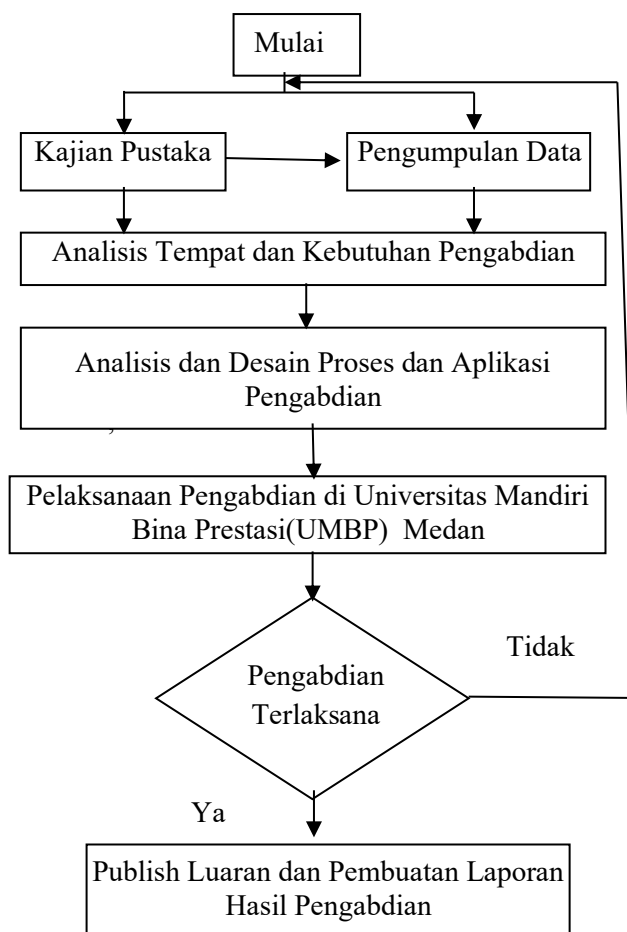 Mulai
Kajian Pustaka
Pengumpulan Data
Analisis Tempat dan Kebutuhan Pengabdian
Analisis dan Desain Proses dan Aplikasi
Pengabdian
,
Pelaksanaan Pengabdian di Universitas Mandiri
Bina Prestasi(UMBP)  Medan
Tidak
Pengabdian
Terlaksana
Ya
Publish Luaran dan Pembuatan Laporan
Hasil Pengabdian